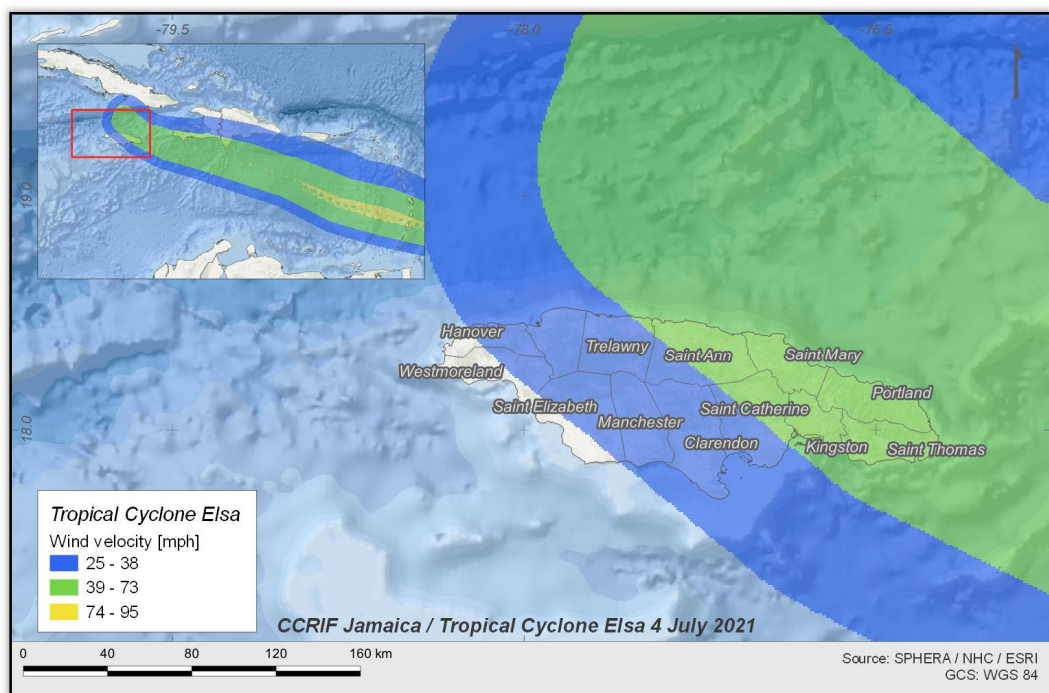 -79.5
-78.0
-76.5
19.0
18.0
Hanover
Trelawny
Saint Ann
Saint Mary
Westmoreland
Portland
Saint Elizabeth
Saint Catherine
Manchester
Clarendon
Kingston
Saint Thomas
Tropical Cyclone Elsa
Wind velocity [mph]
25 - 38
39 - 73
74 - 95
CCRIF Jamaica / Tropical Cyclone Elsa 4 July 2021
0 40 80 120 160 km
Source: SPHERA / NHC / ESRI
GCS: WGS 84